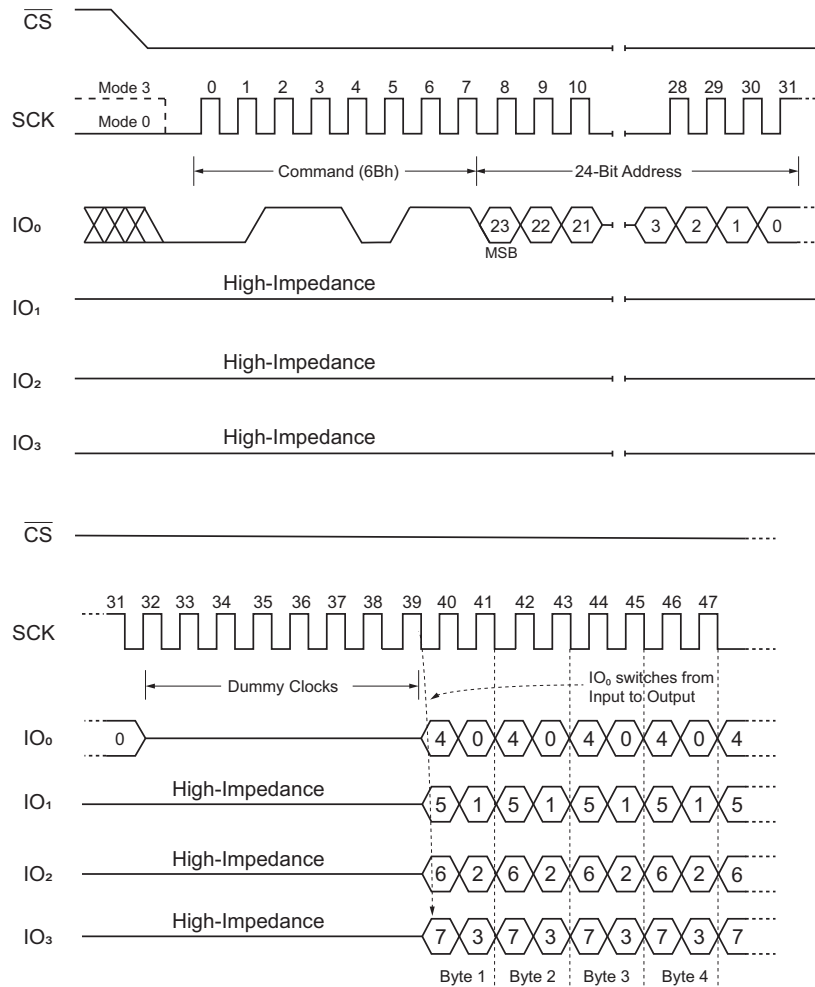 CS
Mode 3 0 1 2 3 4 5 6 7 8 9 10 28 29 30 31
SCK
Mode 0
Command (6Bh) 24-Bit Address
IO₀ 23 22 21 3 2 1 0
MSB
High-Impedance
IO₁
High-Impedance
IO₂
High-Impedance
IO₃
CS
31 32 33 34 35 36 37 38 39 40 41 42 43 44 45 46 47
SCK
Dummy Clocks
IO₀ switches from
Input to Output
IO₀ 0 4 0 4 0 4 0 4 0 4
High-Impedance
IO₁ 5 1 5 1 5 1 5 1 5
High-Impedance
IO₂ 6 2 6 2 6 2 6 2 6
High-Impedance
IO₃ 7 3 7 3 7 3 7 3 7
Byte 1 Byte 2 Byte 3 Byte 4